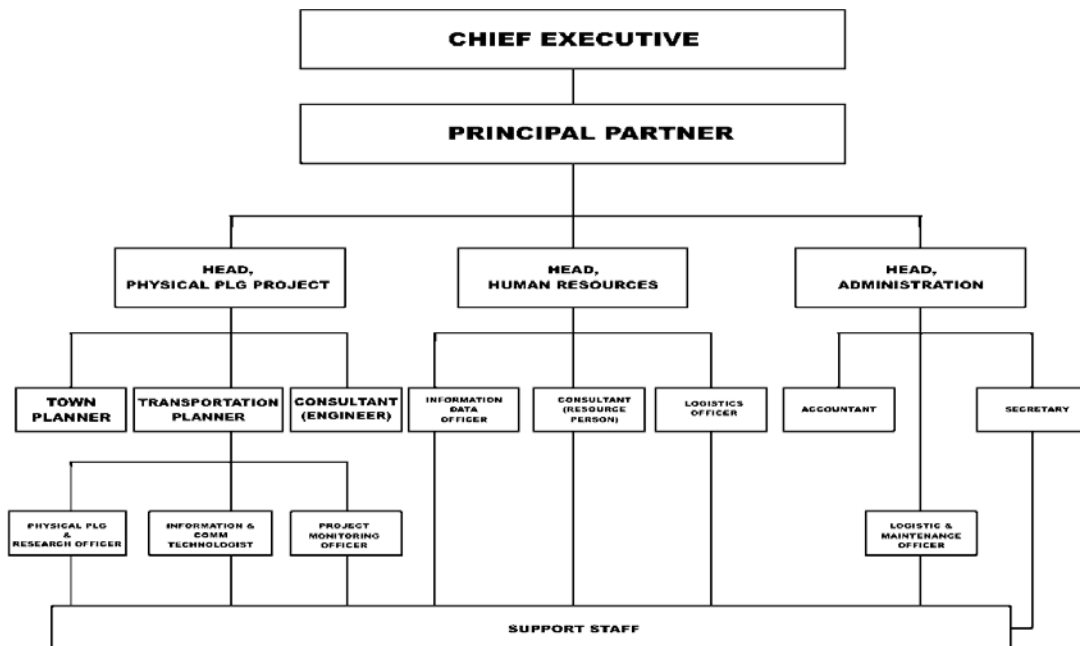 CHIEF EXECUTIVE
PRINCIPAL PARTNER
HEAD,
PHYSICAL PLG PROJECT
HEAD,
HUMAN RESOURCES
HEAD,
ADMINISTRATION
TOWN
PLANNER
TRANSPORTATION
PLANNER
CONSULTANT
(ENGINEER)
INFORMATION
DATA
OFFICER
CONSULTANT
(RESOURCE
PERSON)
LOGISTICS
OFFICER
ACCOUNTANT
SECRETARY
PHYSICAL PLG
&
RESEARCH OFFICER
INFORMATION &
COMM
TECHNOLOGIST
PROJECT
MONITORING
OFFICER
LOGISTIC &
MAINTENANCE
OFFICER
SUPPORT STAFF